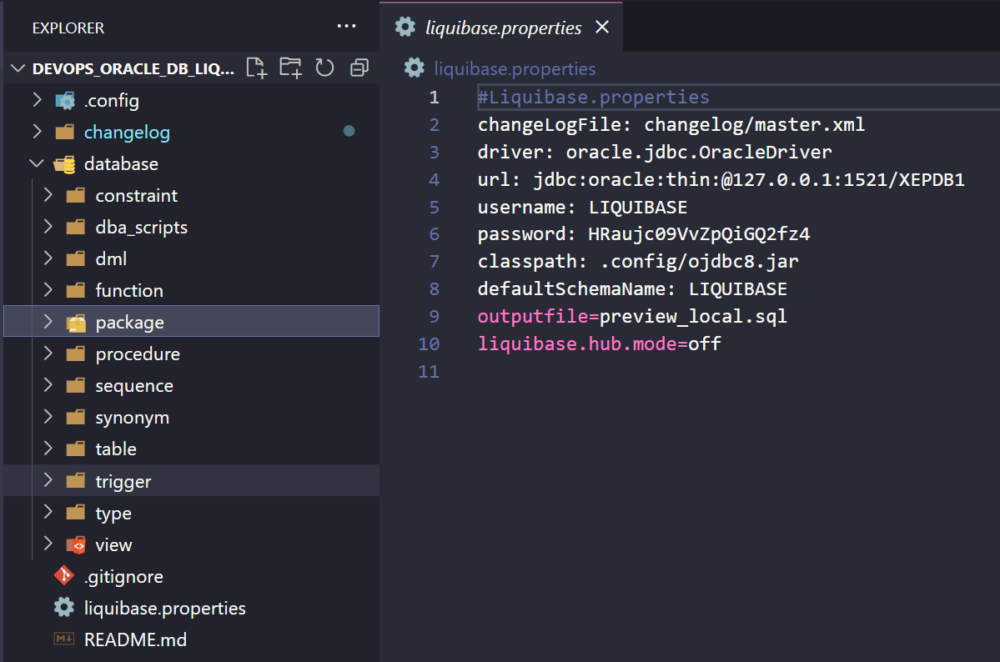 EXPLORER
DEVOPS_ORACLE_DB_LIQ...
.config
changelog
database
constraint
dba_scripts
dml
function
package
procedure
sequence
synonym
table
trigger
type
view
.gitignore
liquibase.properties
README.md
liquibase.properties
liquibase.properties
1 #Liquibase.properties
2 changeLogFile: changelog/master.xml
3 driver: oracle.jdbc.OracleDriver
4 url: jdbc:oracle:thin:@127.0.0.1:1521/XEPDB1
5 username: LIQUIBASE
6 password: HRaujc09VvZpQiGQ2fz4
7 classpath: .config/ojdbc8.jar
8 defaultSchemaName: LIQUIBASE
9 outputfile=preview_local.sql
10 liquibase.hub.mode=off
11